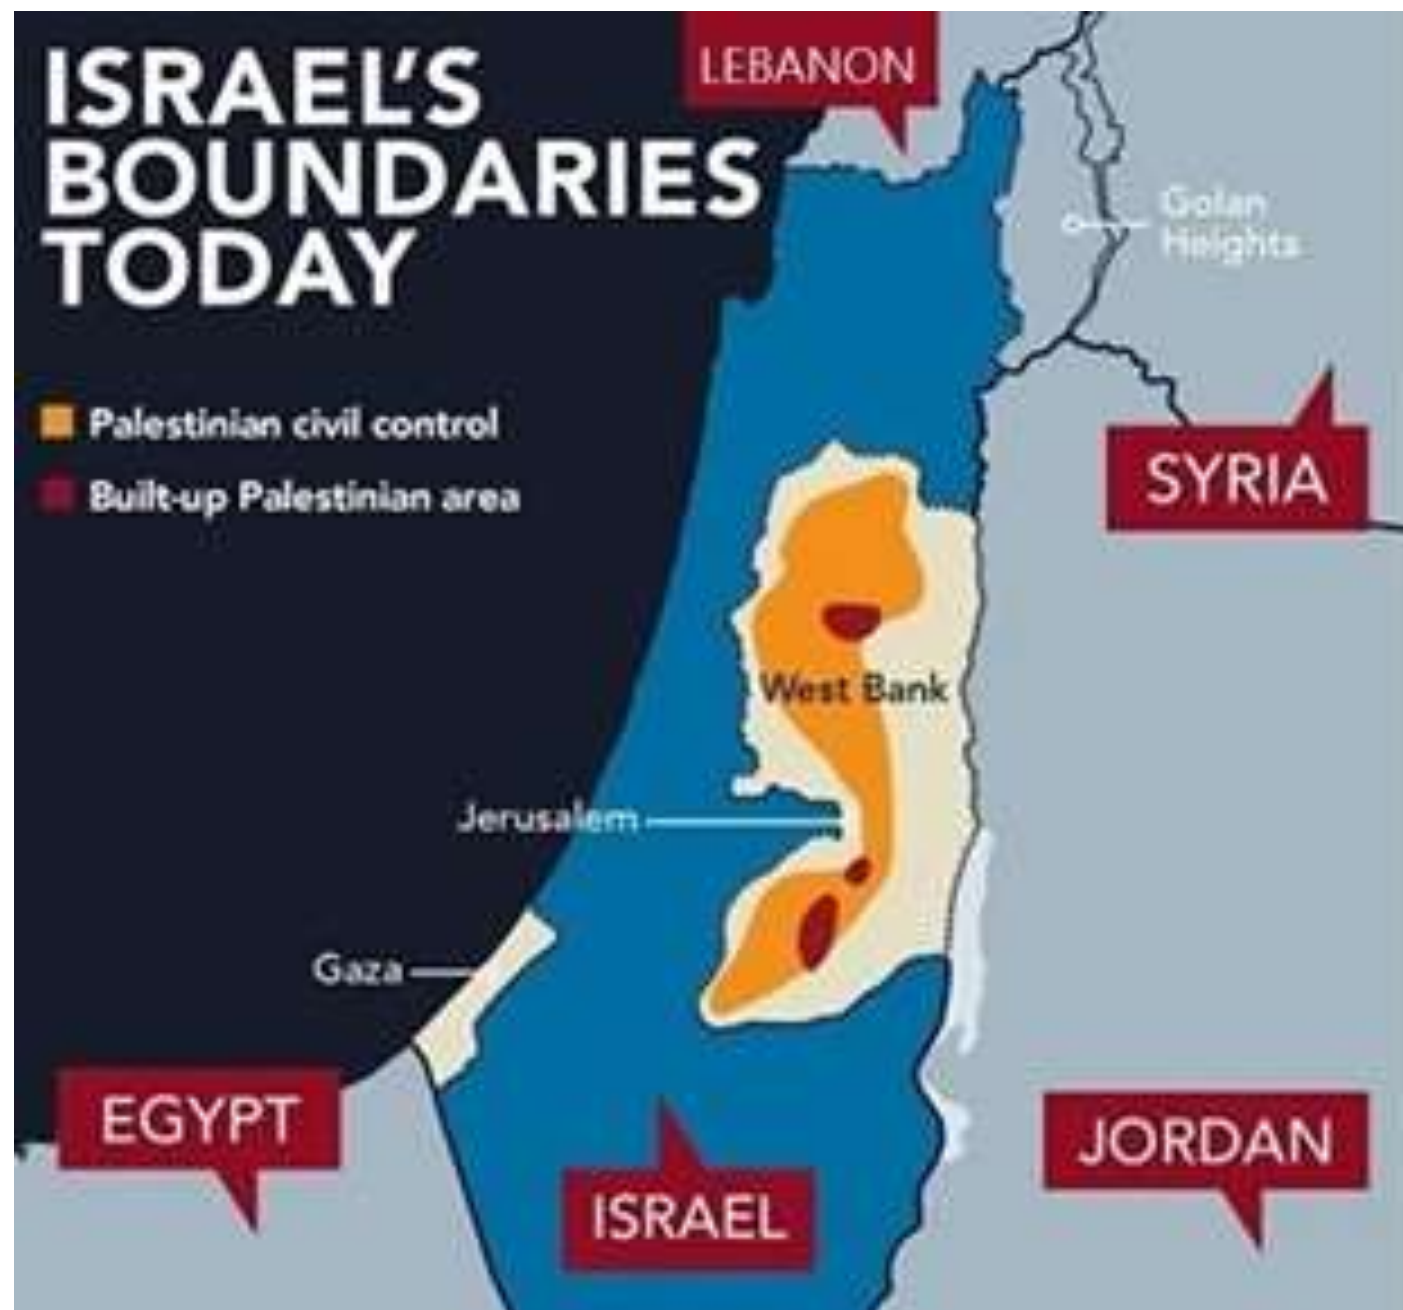 ISRAEL'S
BOUNDARIES
TODAY
LEBANON
Golan
Heights
Palestinian civil control
Built-up Palestinian area
SYRIA
West Bank
Jerusalem
Gaza
EGYPT
ISRAEL
JORDAN